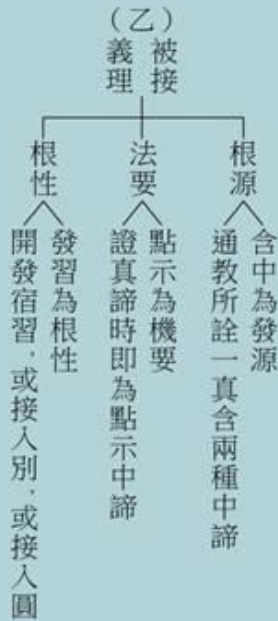 (乙)
被接
義理
根源
含中為發源
通教所詮一真含兩種中諦
法要
點示為機要
證真諦時即為點示中諦
根性
發習為根性
開發宿習，或接入別，或接入圓